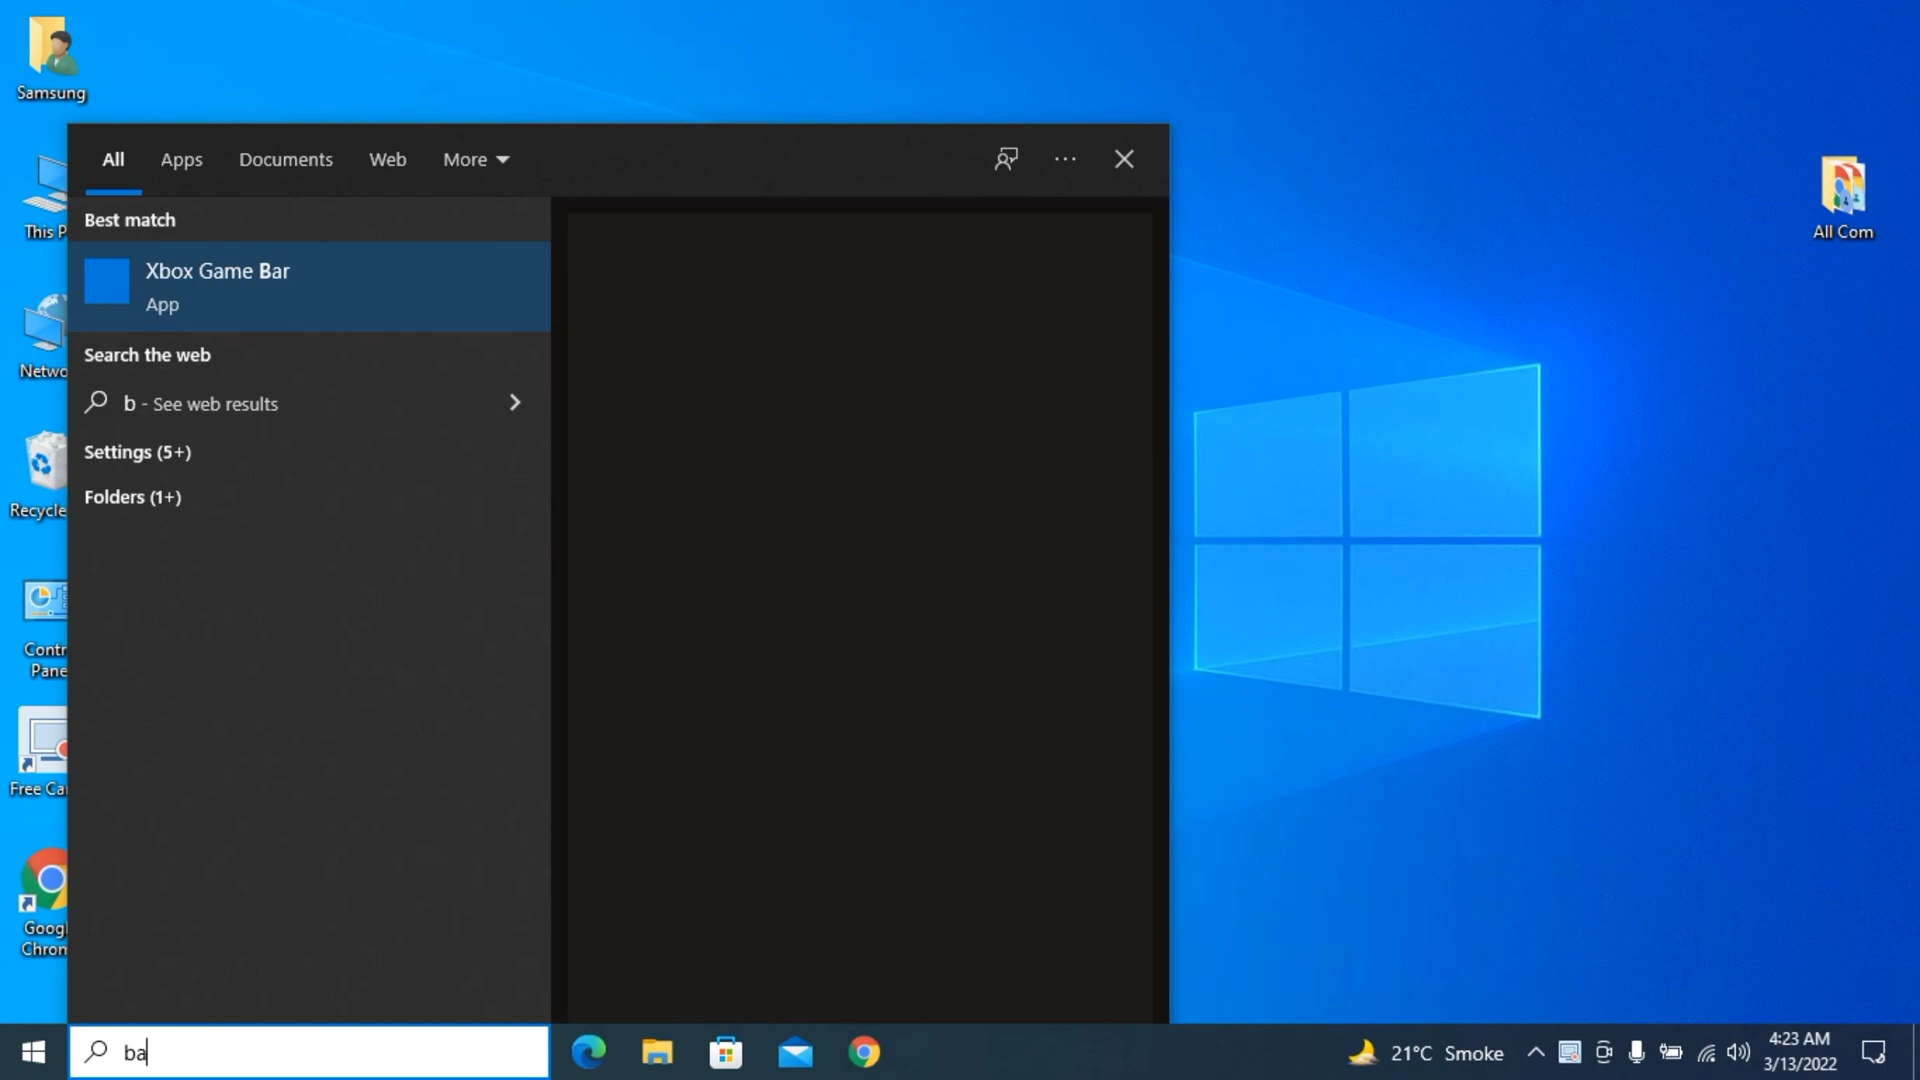 Samsung
All
Apps
Documents
Web
More
Best match
Xbox Game Bar
App
Search the web
b - See web results
Settings (5+)
Folders (1+)
This P
Netwo
Recycle
Contr
Pane
Free Ca
Googl
Chron
All Com
ba
21°C Smoke
4:23 AM
3/13/2022